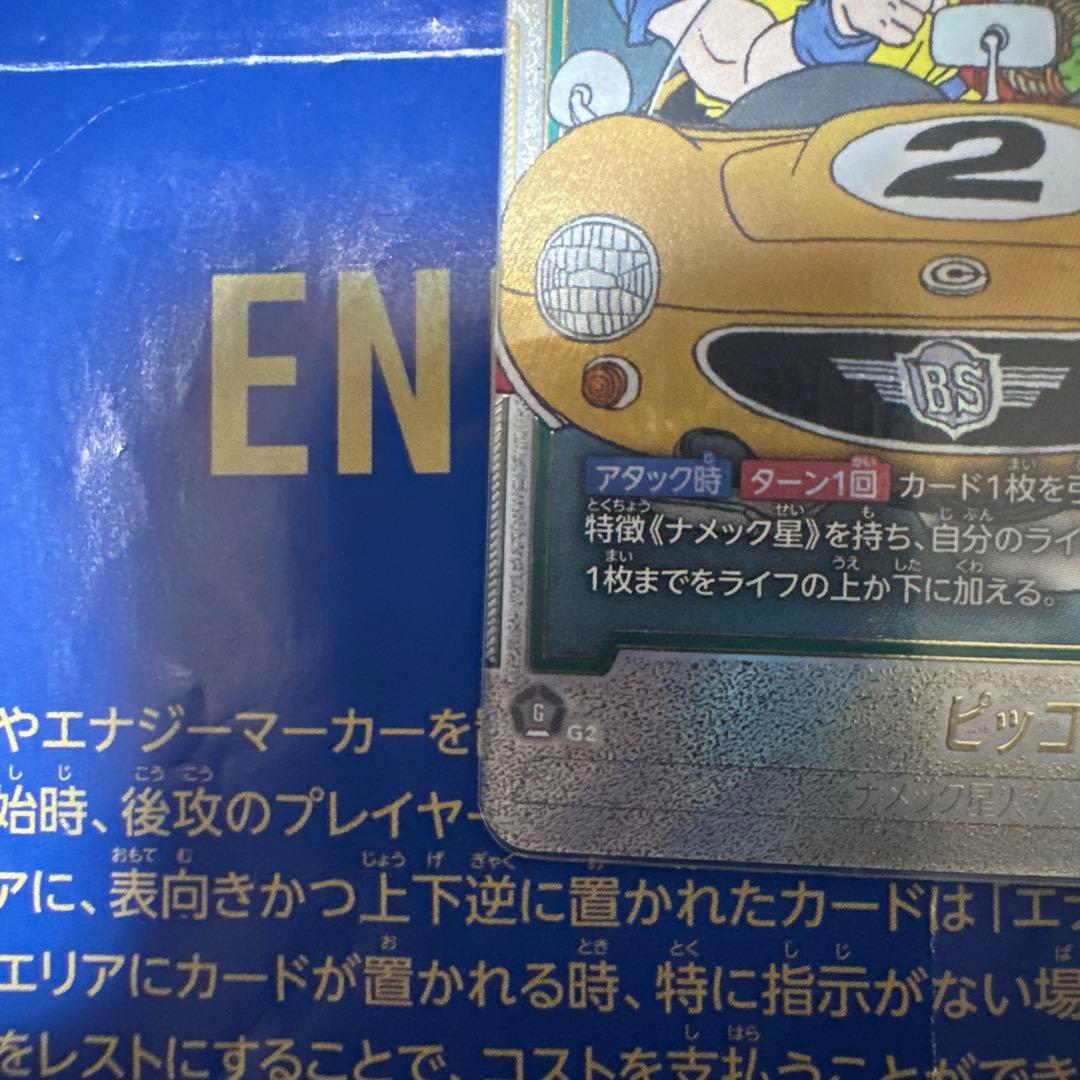 2
C
BS
EN
アタック時 ターン1回 カード1枚を
特徴《ナメック星》を持ち、自分のライ
1枚までをライフの上か下に加える。
G G2
ピッコ
ナメック星人
やエナジーマーカーを
始時、後攻のプレイヤー
アに、表向きかつ上下逆に置かれたカードは「エ
エリアにカードが置かれる時、特に指示がない場
をレストにすることで、コストを支払うことができ